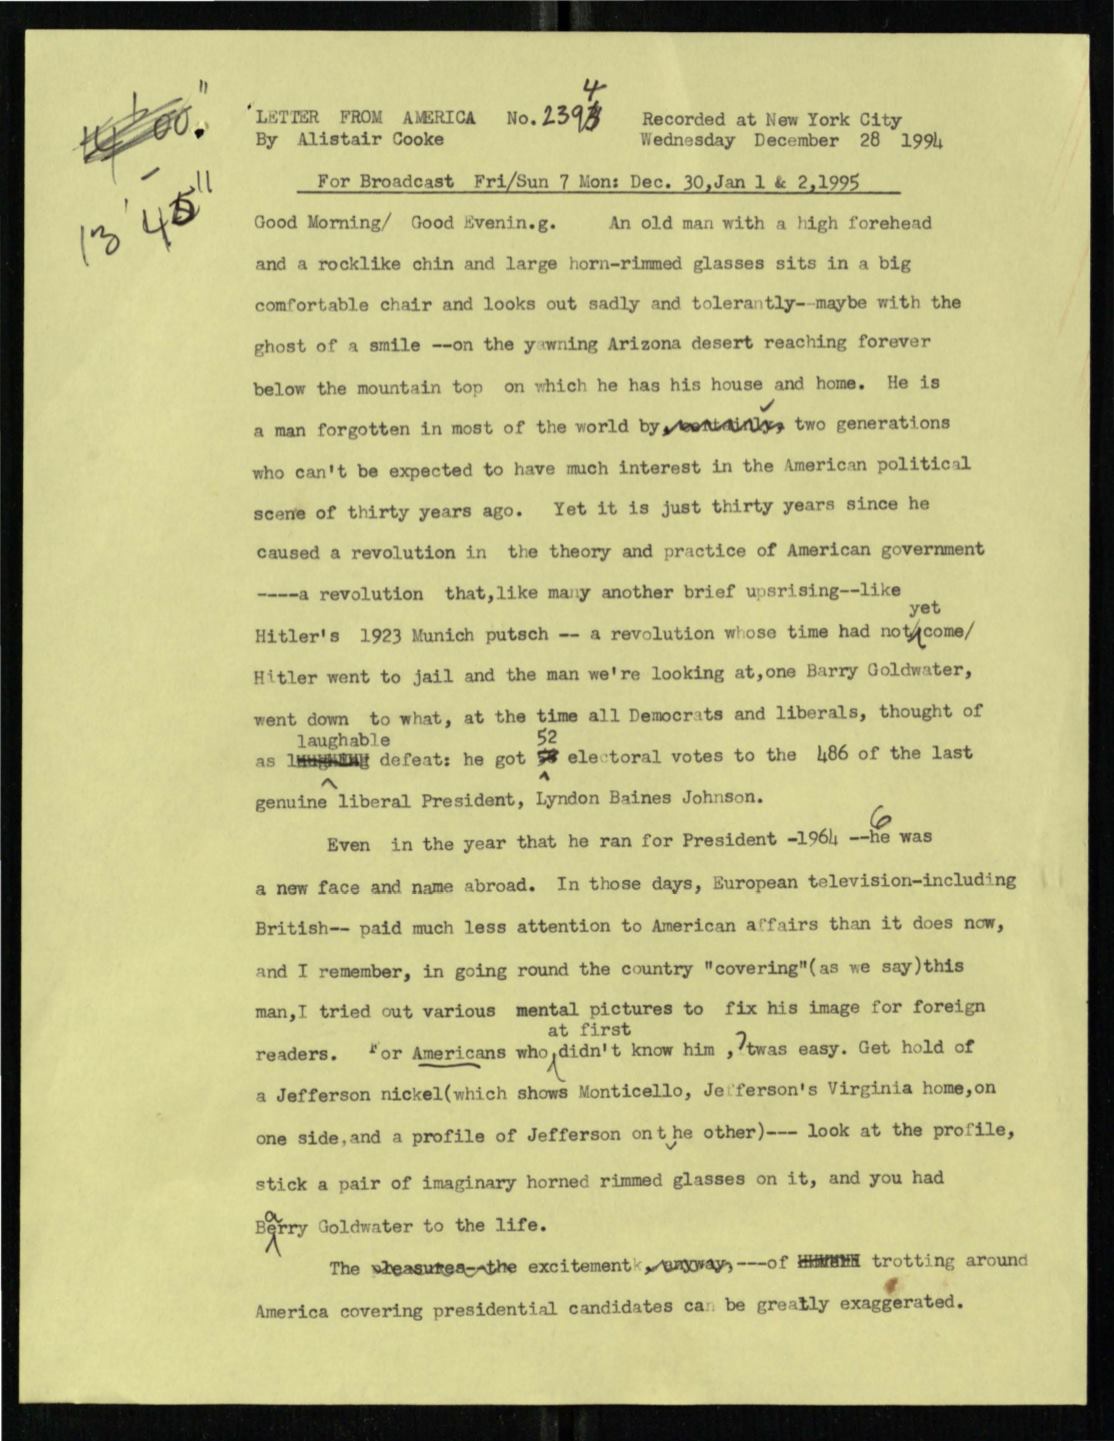 4' 00".
13' 45"
4
LETTER FROM AMERICA No.2393 Recorded at New York City
By Alistair Cooke Wednesday December 28 1994
For Broadcast Fri/Sun 7 Mon: Dec. 30,Jan 1 & 2,1995
Good Morning/ Good Evenin.g. An old man with a high forehead
and a rocklike chin and large horn-rimmed glasses sits in a big
comfortable chair and looks out sadly and tolerantly--maybe with the
ghost of a smile --on the yawning Arizona desert reaching forever
below the mountain top on which he has his house and home. He is
a man forgotten in most of the world by, certainly, two generations
who can't be expected to have much interest in the American political
scene of thirty years ago. Yet it is just thirty years since he
caused a revolution in the theory and practice of American government
----a revolution that,like many another brief upsrising--like
yet
Hitler's 1923 Munich putsch -- a revolution whose time had not come/
Hitler went to jail and the man we're looking at,one Barry Goldwater,
went down to what, at the time all Democrats and liberals, thought of
laughable 52
as defeat: he got electoral votes to the 486 of the last
genuine liberal President, Lyndon Baines Johnson.
6
Even in the year that he ran for President -1964 --he was
a new face and name abroad. In those days, European television-including
British-- paid much less attention to American affairs than it does now,
and I remember, in going round the country "covering"(as we say)this
man,I tried out various mental pictures to fix his image for foreign
at first
readers. For Americans who, didn't know him ,'twas easy. Get hold of
a Jefferson nickel(which shows Monticello, Jefferson's Virginia home,on
one side,and a profile of Jefferson on the other)--- look at the profile,
stick a pair of imaginary horned rimmed glasses on it, and you had
a
Berry Goldwater to the life.
The pleasures--the excitement, anyway,---of trotting around
America covering presidential candidates can be greatly exaggerated.